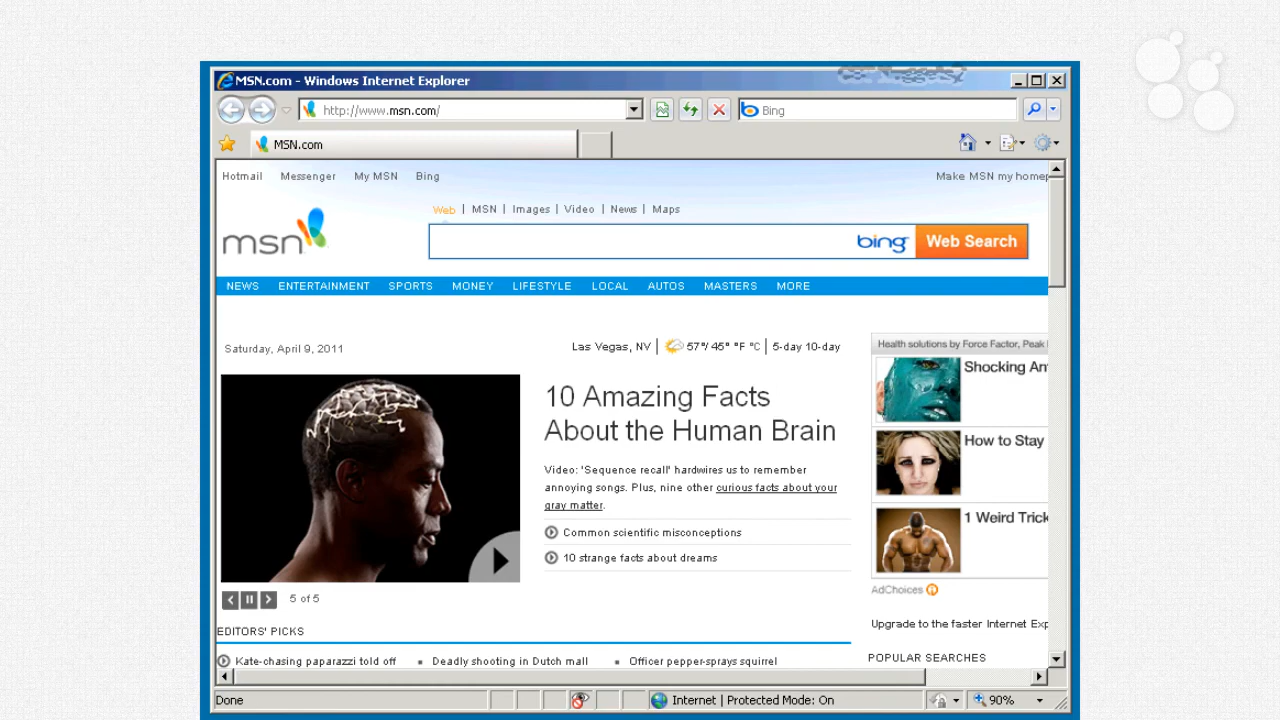 MSN.com - Windows Internet Explorer
http://www.msn.com/
Bing
MSN.com
Hotmail Messenger My MSN Bing
Make MSN my homep
Web | MSN | Images | Video | News | Maps
msn
bing
Web Search
NEWS ENTERTAINMENT SPORTS MONEY LIFESTYLE LOCAL AUTOS MASTERS MORE
Saturday, April 9, 2011
Las Vegas, NV | 57°/ 45° °F °C | 5-day 10-day
10 Amazing Facts
About the Human Brain
Video: 'Sequence recall' hardwires us to remember
annoying songs. Plus, nine other curious facts about your
gray matter.
Common scientific misconceptions
10 strange facts about dreams
5 of 5
Health solutions by Force Factor, Peak
Shocking An
How to Stay
1 Weird Trick
AdChoices
Upgrade to the faster Internet Exp
POPULAR SEARCHES
EDITORS' PICKS
Kate-chasing paparazzi told off
Deadly shooting in Dutch mall
Officer pepper-sprays squirrel
Done
Internet | Protected Mode: On
90%